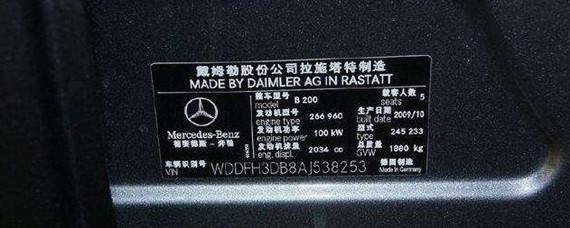 戴姆勒股份公司拉施塔特制造
MADE BY DAIMLER AG IN RASTATT
Mercedes-Benz
梅赛德斯-奔驰
整车型号 B 200
model
载客人数 5
seats
发动机型号 266 960
engine type
生产日期 2009/10
built date
发动机功率 100 kW
engine power
型式 245 233
type
发动机排量 2034 cc
eng. displ.
总质量 1880 kg
GVW
车辆识别号 WDDFH3DB8AJ538253
VIN
德国制造
Made in Germany